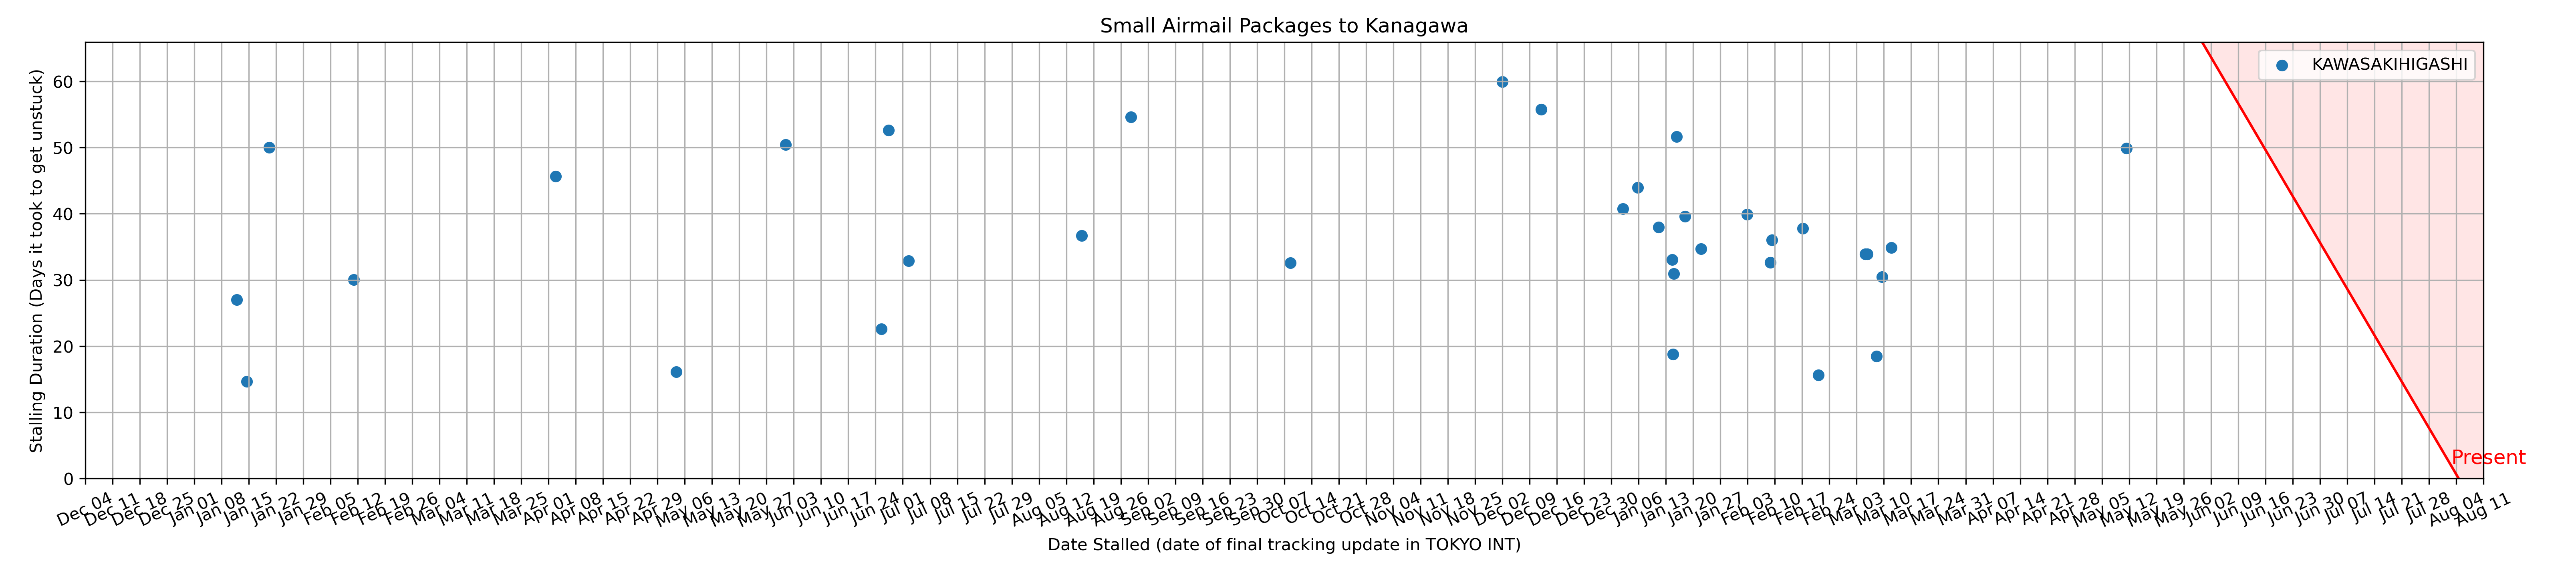 Small Airmail Packages to Kanagawa
KAWASAKIHIGASHI
Stalling Duration (Days it took to get unstuck)
60
50
40
30
20
10
0
Present
Dec 04
Dec 11
Dec 18
Dec 25
Jan 01
Jan 08
Jan 15
Jan 22
Jan 29
Feb 05
Feb 12
Feb 19
Feb 26
Mar 04
Mar 11
Mar 18
Mar 25
Apr 01
Apr 08
Apr 15
Apr 22
Apr 29
May 06
May 13
May 20
May 27
Jun 03
Jun 10
Jun 17
Jun 24
Jul 01
Jul 08
Jul 15
Jul 22
Jul 29
Aug 05
Aug 12
Aug 19
Aug 26
Sep 02
Sep 09
Sep 16
Sep 23
Sep 30
Oct 07
Oct 14
Oct 21
Oct 28
Nov 04
Nov 11
Nov 18
Nov 25
Dec 02
Dec 09
Dec 16
Dec 23
Dec 30
Jan 06
Jan 13
Jan 20
Jan 27
Feb 03
Feb 10
Feb 17
Feb 24
Mar 03
Mar 10
Mar 17
Mar 24
Mar 31
Apr 07
Apr 14
Apr 21
Apr 28
May 05
May 12
May 19
May 26
Jun 02
Jun 09
Jun 16
Jun 23
Jun 30
Jul 07
Jul 14
Jul 21
Jul 28
Aug 04
Aug 11
Date Stalled (date of final tracking update in TOKYO INT)